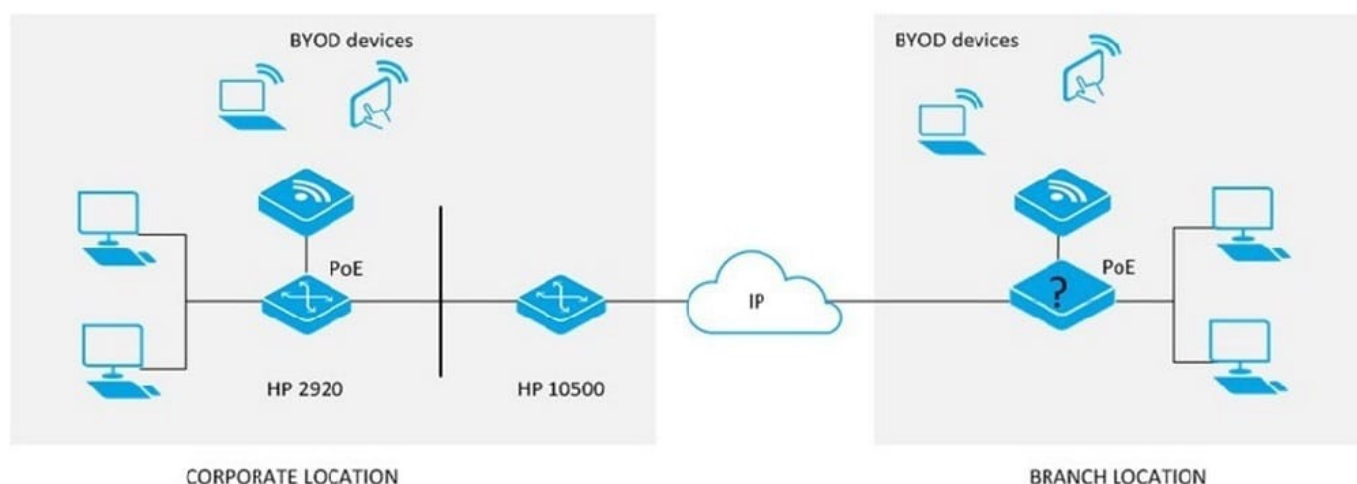 BYOD devices
PoE
HP 2920
HP 10500
CORPORATE LOCATION
IP
BYOD devices
?
PoE
BRANCH LOCATION